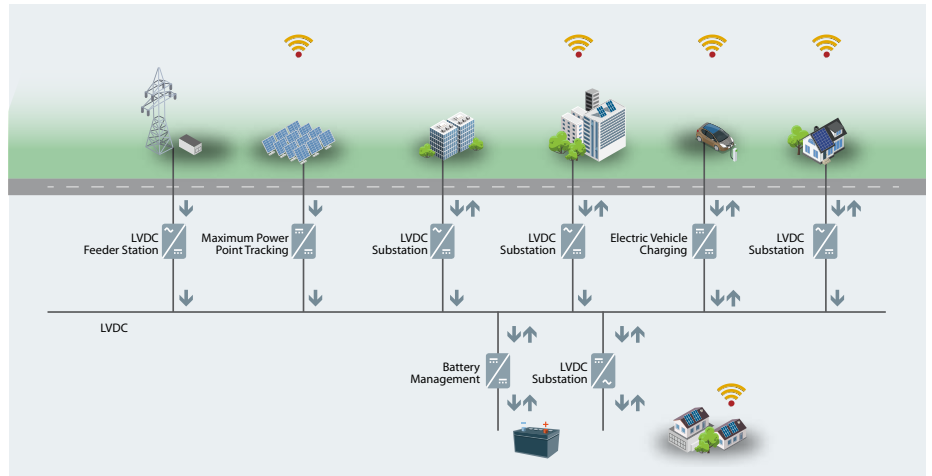 LVDC
Feeder Station
Maximum Power
Point Tracking
LVDC
Substation
LVDC
Substation
Electric Vehicle
Charging
LVDC
Substation
LVDC
Battery
Management
LVDC
Substation